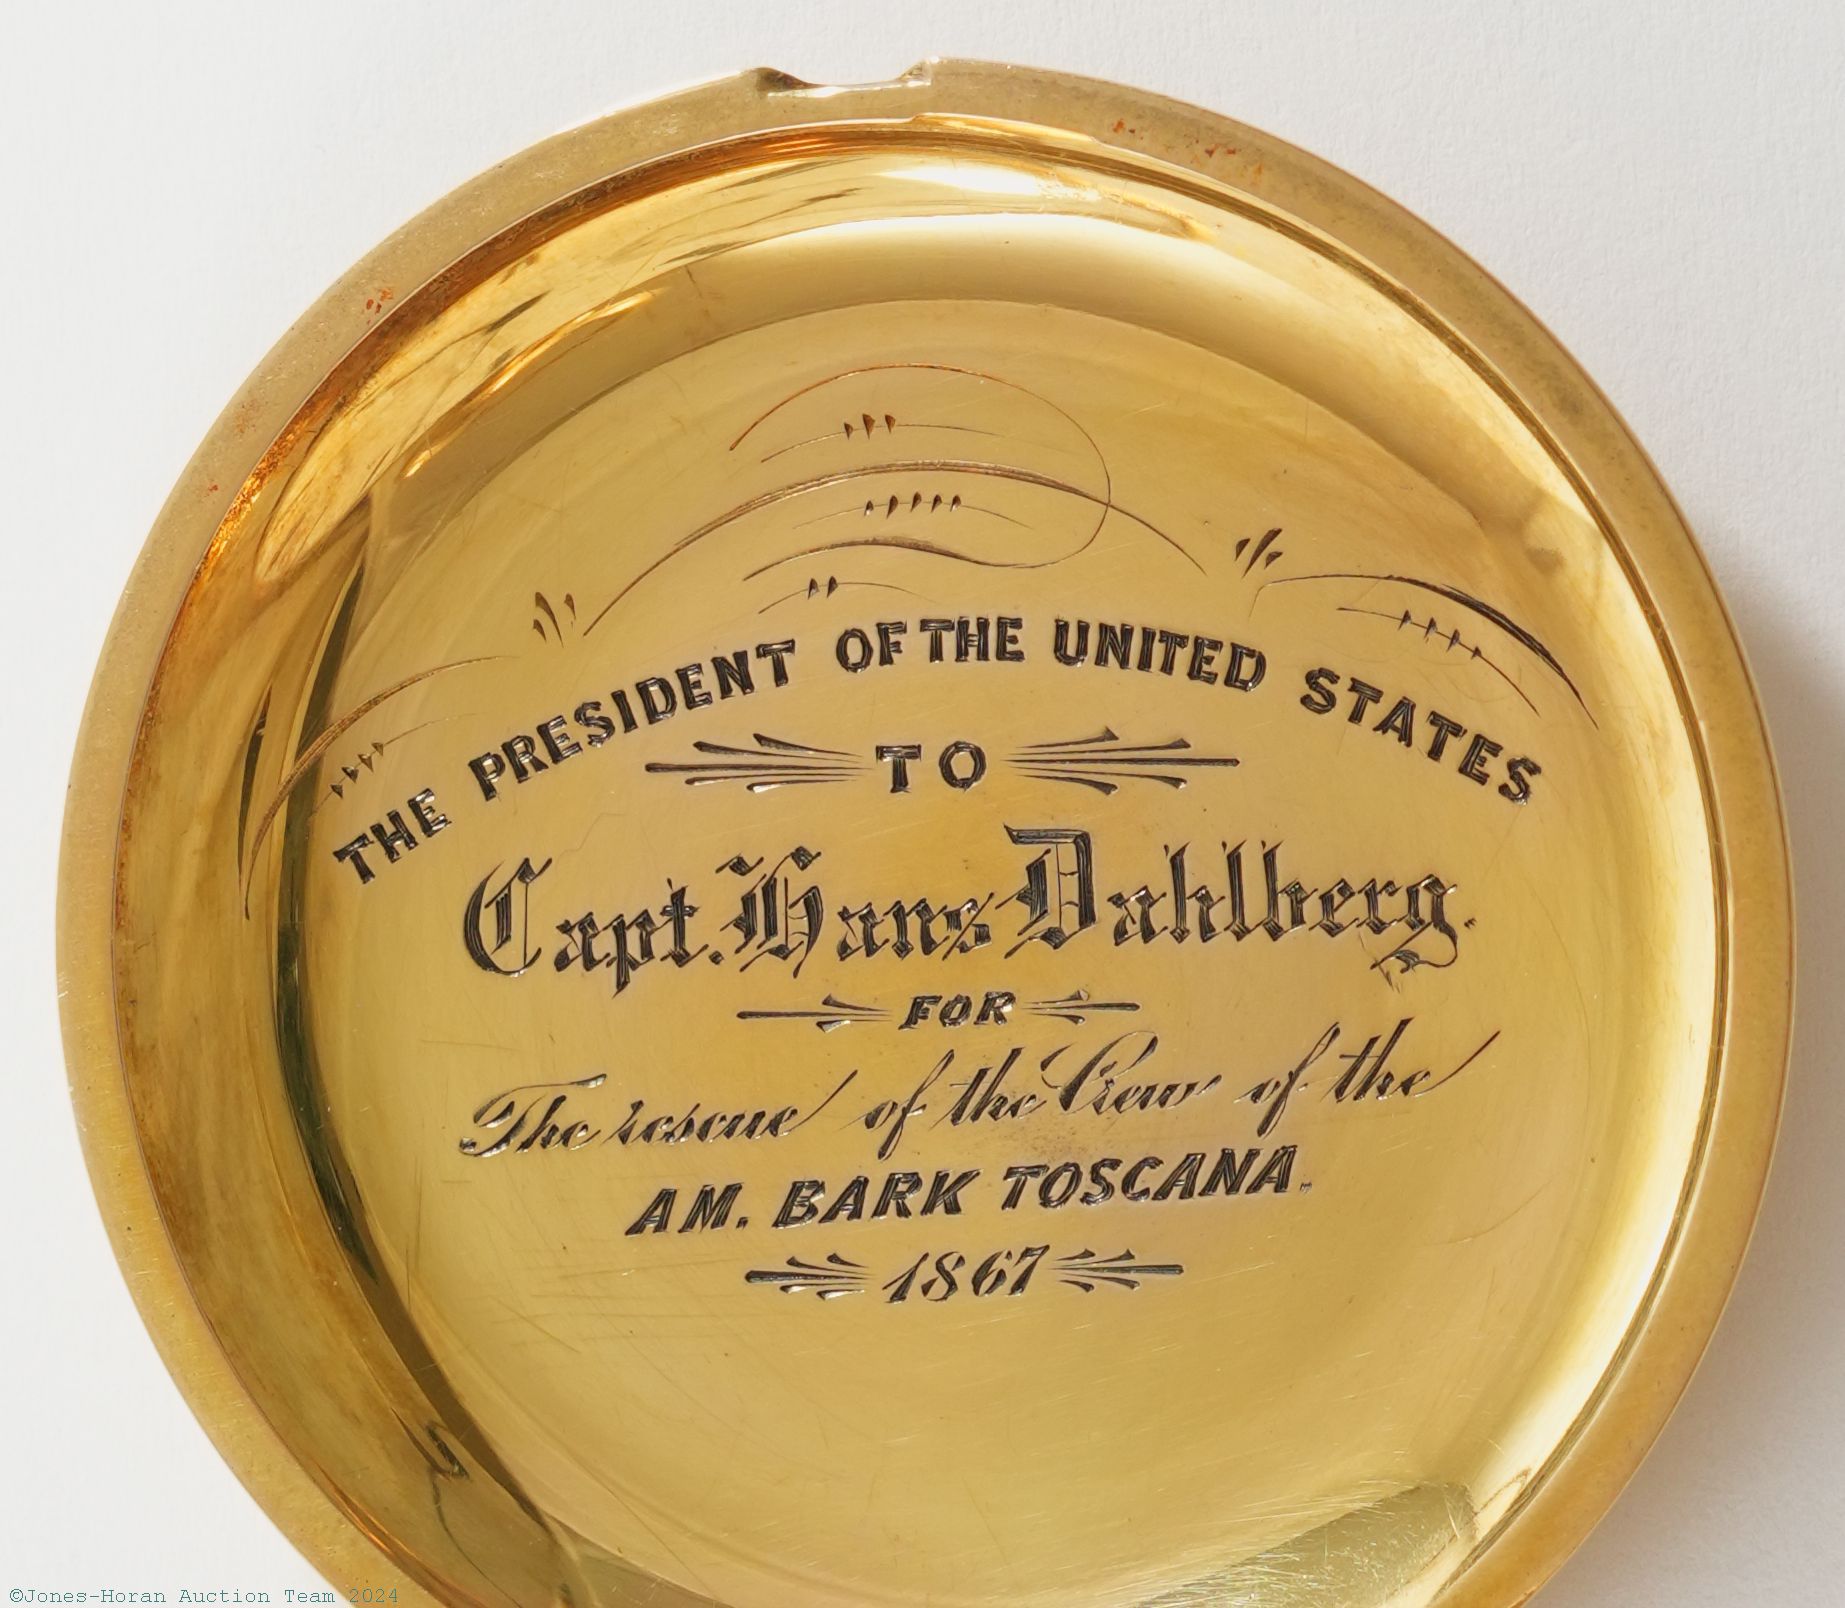 THE PRESIDENT OF THE UNITED STATES
TO
Capt. Hans Dahlberg.
FOR
The rescue of the Crew of the
AM. BARK TOSCANA.
1867
©Jones-Horan Auction Team 2024